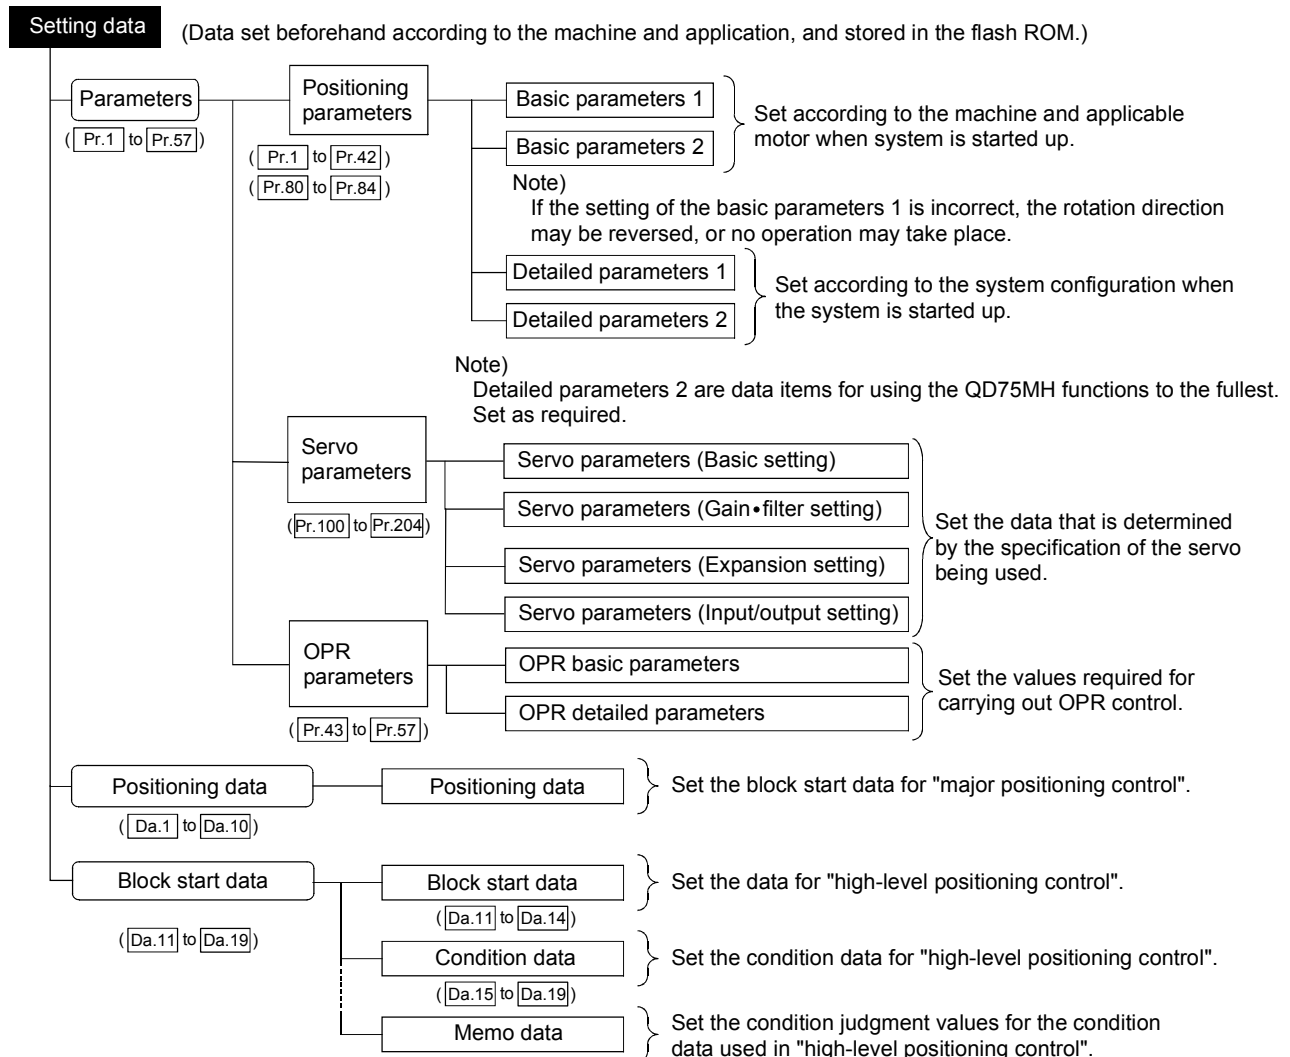 Setting data (Data set beforehand according to the machine and application, and stored in the flash ROM.)
Parameters
( Pr.1 to Pr.57 )
Positioning
parameters
( Pr.1 to Pr.42 )
( Pr.80 to Pr.84 )
Basic parameters 1
Basic parameters 2
Set according to the machine and applicable
motor when system is started up.
Note)
If the setting of the basic parameters 1 is incorrect, the rotation direction
may be reversed, or no operation may take place.
Detailed parameters 1
Detailed parameters 2
Set according to the system configuration when
the system is started up.
Note)
Detailed parameters 2 are data items for using the QD75MH functions to the fullest.
Set as required.
Servo
parameters
(Pr.100 to Pr.204)
Servo parameters (Basic setting)
Servo parameters (Gain•filter setting)
Servo parameters (Expansion setting)
Servo parameters (Input/output setting)
Set the data that is determined
by the specification of the servo
being used.
OPR
parameters
( Pr.43 to Pr.57 )
OPR basic parameters
OPR detailed parameters
Set the values required for
carrying out OPR control.
Positioning data
( Da.1 to Da.10 )
Positioning data
Set the block start data for "major positioning control".
Block start data
( Da.11 to Da.19 )
Block start data
( Da.11 to Da.14 )
Set the data for "high-level positioning control".
Condition data
( Da.15 to Da.19 )
Set the condition data for "high-level positioning control".
Memo data
Set the condition judgment values for the condition
data used in "high-level positioning control".